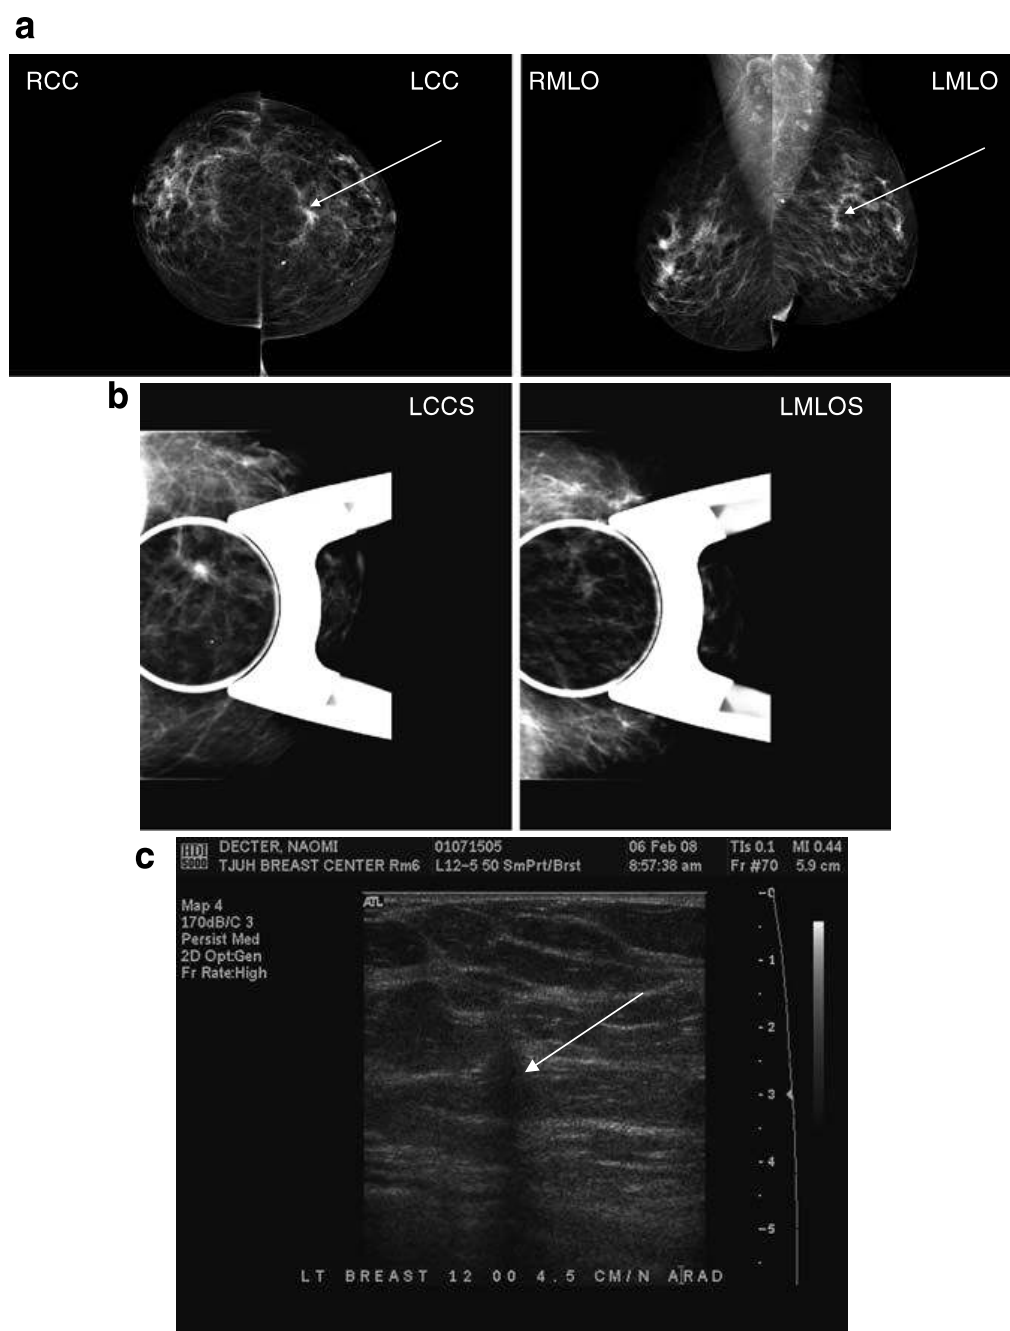 a
RCC
LCC
RMLO
LMLO
b
LCCS
LMLOS
c
HDI
5000
DECTER, NAOMI
01071505
06 Feb 08
TIs 0.1
MI 0.44
TJUH BREAST CENTER Rm6
L12-5 50 SmPrt/Brst
8:57:38 am
Fr #70
5.9 cm
Map 4
170dB/C 3
Persist Med
2D Opt:Gen
Fr Rate:High
ATL
0
1
2
3
4
5
LT BREAST 12 00 4.5 CM/N ARAD